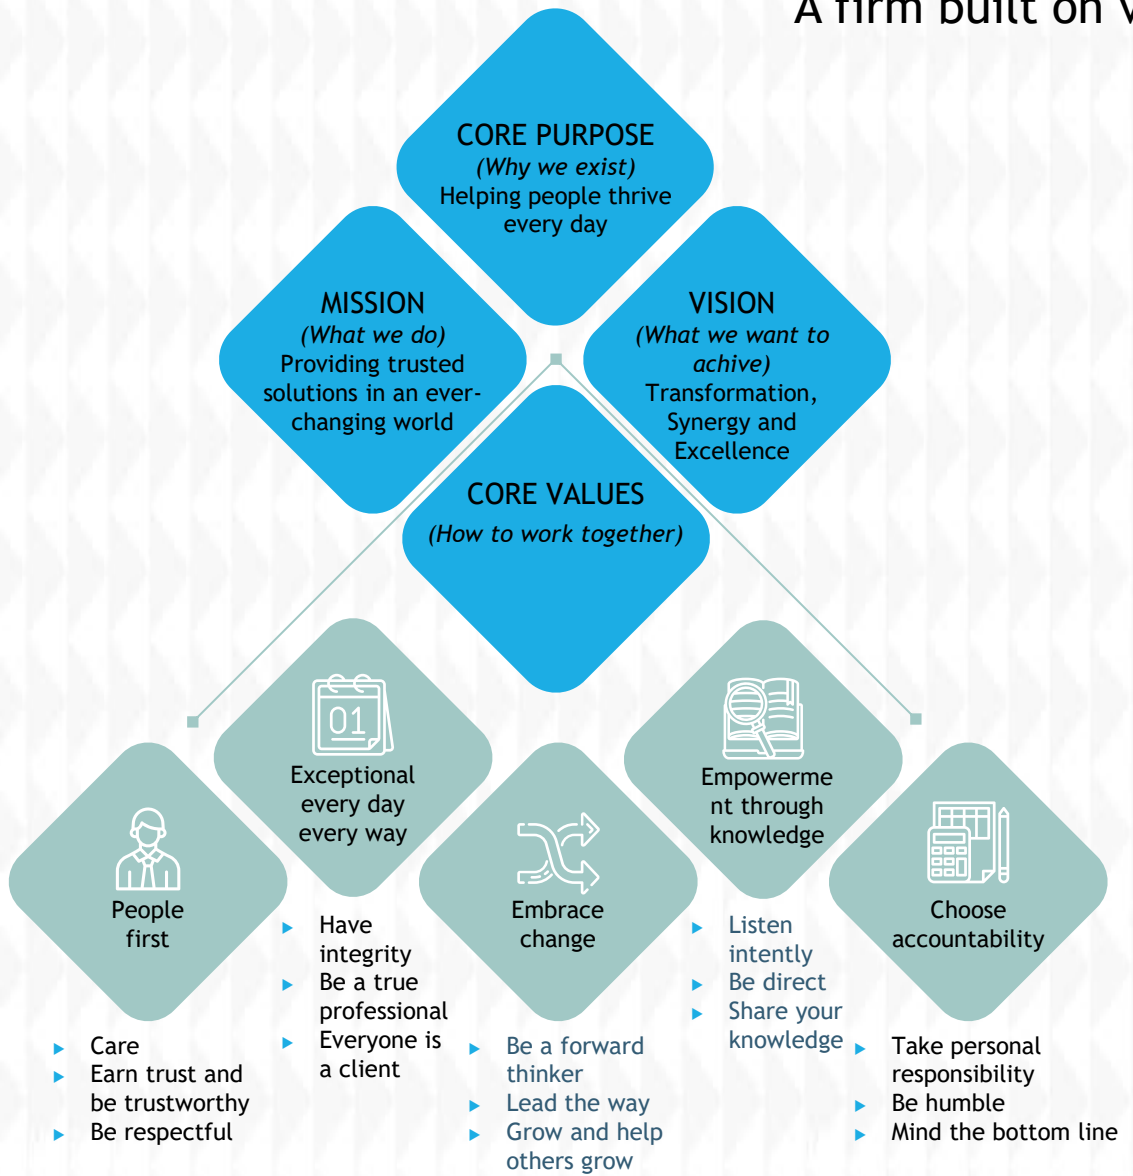 A firm built on
CORE PURPOSE
(Why we exist)
Helping people thrive
every day
MISSION
(What we do)
Providing trusted
solutions in an ever-
changing world
VISION
(What we want to
achive)
Transformation,
Synergy and
Excellence
CORE VALUES
(How to work together)
People
first
Care
Earn trust and
be trustworthy
Be respectful
01
Exceptional
every day
every way
Have
integrity
Be a true
professional
Everyone is
a client
Embrace
change
Be a forward
thinker
Lead the way
Grow and help
others grow
Empowerme
nt through
knowledge
Listen
intently
Be direct
Share your
knowledge
Choose
accountability
Take personal
responsibility
Be humble
Mind the bottom line